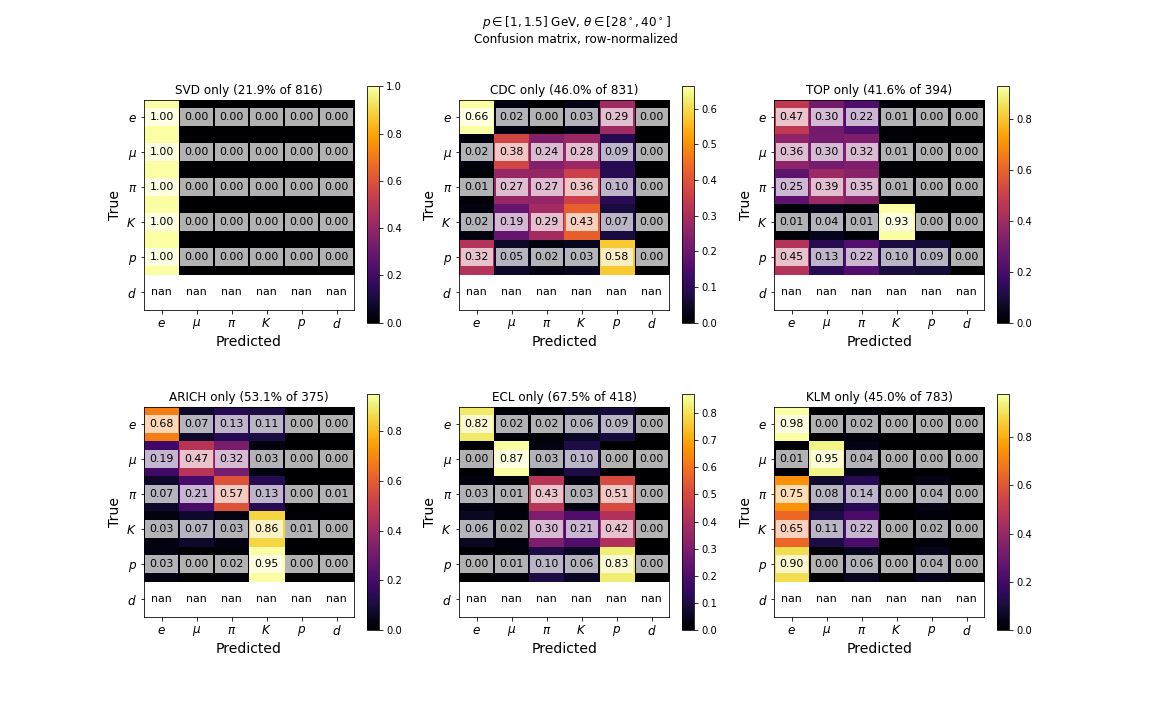 p ∈ [1, 1.5] GeV, θ ∈ [28°, 40°]
Confusion matrix, row-normalized
SVD only (21.9% of 816)
True
e 1.00 0.00 0.00 0.00 0.00 0.00
μ 1.00 0.00 0.00 0.00 0.00 0.00
π 1.00 0.00 0.00 0.00 0.00 0.00
K 1.00 0.00 0.00 0.00 0.00 0.00
p 1.00 0.00 0.00 0.00 0.00 0.00
d nan nan nan nan nan nan
e μ π K p d
Predicted
1.0
0.8
0.6
0.4
0.2
0.0
CDC only (46.0% of 831)
True
e 0.66 0.02 0.00 0.03 0.29 0.00
μ 0.02 0.38 0.24 0.28 0.09 0.00
π 0.01 0.27 0.27 0.36 0.10 0.00
K 0.02 0.19 0.29 0.43 0.07 0.00
p 0.32 0.05 0.02 0.03 0.58 0.00
d nan nan nan nan nan nan
e μ π K p d
Predicted
0.6
0.5
0.4
0.3
0.2
0.1
0.0
TOP only (41.6% of 394)
True
e 0.47 0.30 0.22 0.01 0.00 0.00
μ 0.36 0.30 0.32 0.01 0.00 0.00
π 0.25 0.39 0.35 0.01 0.00 0.00
K 0.01 0.04 0.01 0.93 0.00 0.00
p 0.45 0.13 0.22 0.10 0.09 0.00
d nan nan nan nan nan nan
e μ π K p d
Predicted
0.8
0.6
0.4
0.2
0.0
ARICH only (53.1% of 375)
True
e 0.68 0.07 0.13 0.11 0.00 0.00
μ 0.19 0.47 0.32 0.03 0.00 0.00
π 0.07 0.21 0.57 0.13 0.00 0.01
K 0.03 0.07 0.03 0.86 0.01 0.00
p 0.03 0.00 0.02 0.95 0.00 0.00
d nan nan nan nan nan nan
e μ π K p d
Predicted
0.8
0.6
0.4
0.2
0.0
ECL only (67.5% of 418)
True
e 0.82 0.02 0.02 0.06 0.09 0.00
μ 0.00 0.87 0.03 0.10 0.00 0.00
π 0.03 0.01 0.43 0.03 0.51 0.00
K 0.06 0.02 0.30 0.21 0.42 0.00
p 0.00 0.01 0.10 0.06 0.83 0.00
d nan nan nan nan nan nan
e μ π K p d
Predicted
0.8
0.7
0.6
0.5
0.4
0.3
0.2
0.1
0.0
KLM only (45.0% of 783)
True
e 0.98 0.00 0.02 0.00 0.00 0.00
μ 0.01 0.95 0.04 0.00 0.00 0.00
π 0.75 0.08 0.14 0.00 0.04 0.00
K 0.65 0.11 0.22 0.00 0.02 0.00
p 0.90 0.00 0.06 0.00 0.04 0.00
d nan nan nan nan nan nan
e μ π K p d
Predicted
0.8
0.6
0.4
0.2
0.0